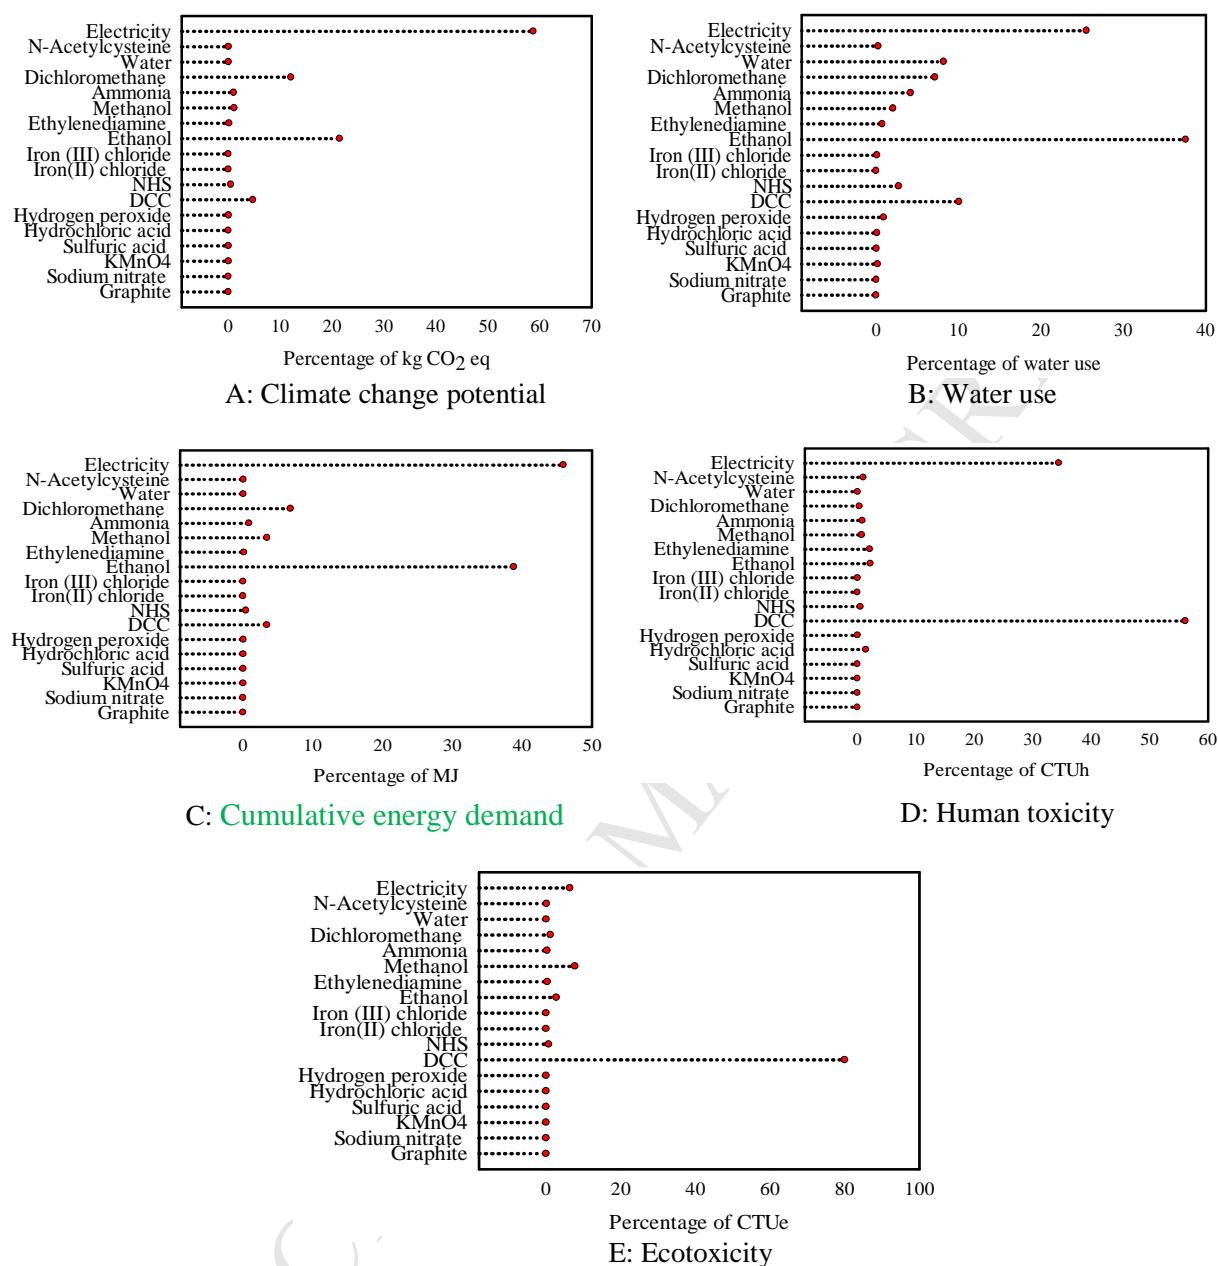 Electricity
N-Acetylcysteine
Water
Dichloromethane
Ammonia
Methanol
Ethylenediamine
Ethanol
Iron (III) chloride
Iron(II) chloride
NHS
DCC
Hydrogen peroxide
Hydrochloric acid
Sulfuric acid
KMnO4
Sodium nitrate
Graphite
0 10 20 30 40 50 60 70
Percentage of kg CO2 eq
A: Climate change potential
Electricity
N-Acetylcysteine
Water
Dichloromethane
Ammonia
Methanol
Ethylenediamine
Ethanol
Iron (III) chloride
Iron(II) chloride
NHS
DCC
Hydrogen peroxide
Hydrochloric acid
Sulfuric acid
KMnO4
Sodium nitrate
Graphite
0 10 20 30 40
Percentage of water use
B: Water use
Electricity
N-Acetylcysteine
Water
Dichloromethane
Ammonia
Methanol
Ethylenediamine
Ethanol
Iron (III) chloride
Iron(II) chloride
NHS
DCC
Hydrogen peroxide
Hydrochloric acid
Sulfuric acid
KMnO4
Sodium nitrate
Graphite
0 10 20 30 40 50
Percentage of MJ
C: Cumulative energy demand
Electricity
N-Acetylcysteine
Water
Dichloromethane
Ammonia
Methanol
Ethylenediamine
Ethanol
Iron (III) chloride
Iron(II) chloride
NHS
DCC
Hydrogen peroxide
Hydrochloric acid
Sulfuric acid
KMnO4
Sodium nitrate
Graphite
0 10 20 30 40 50 60
Percentage of CTUh
D: Human toxicity
Electricity
N-Acetylcysteine
Water
Dichloromethane
Ammonia
Methanol
Ethylenediamine
Ethanol
Iron (III) chloride
Iron(II) chloride
NHS
DCC
Hydrogen peroxide
Hydrochloric acid
Sulfuric acid
KMnO4
Sodium nitrate
Graphite
0 20 40 60 80 100
Percentage of CTUe
E: Ecotoxicity